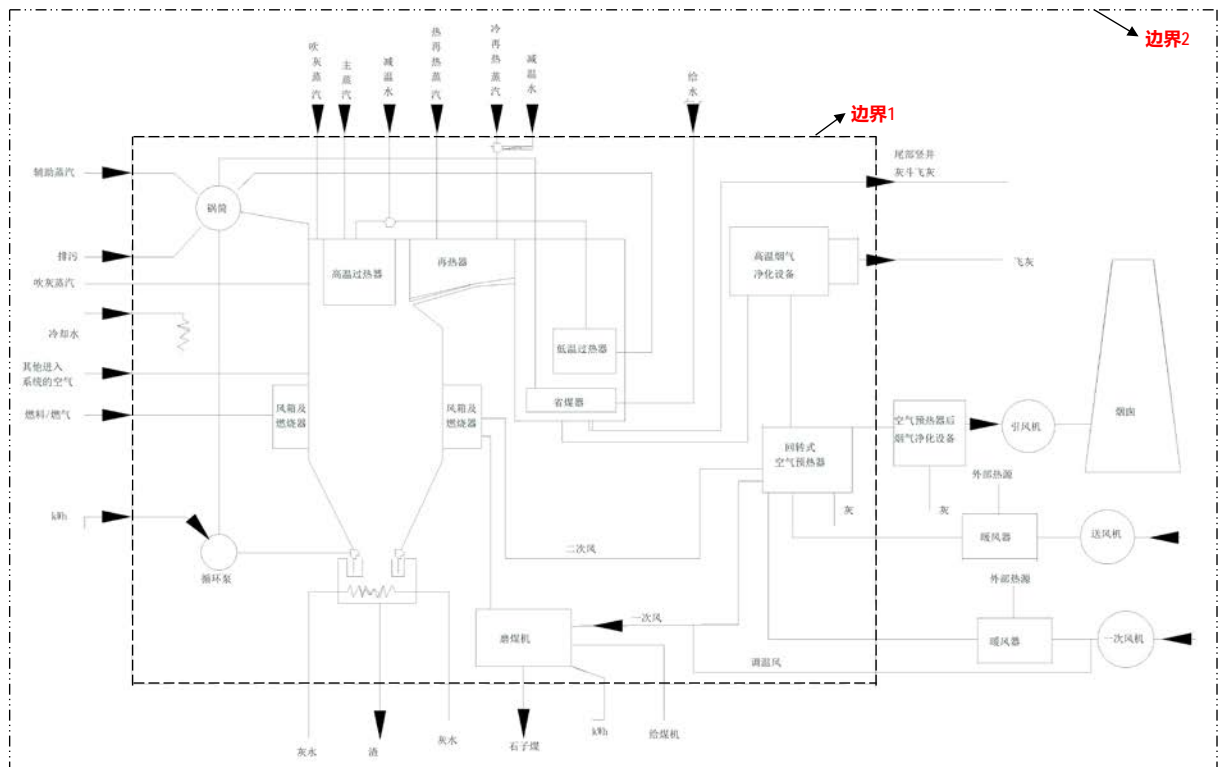 边界2
吹灰蒸汽
主蒸汽
减温水
热再热蒸汽
冷再热蒸汽
减温水
给水
边界1
尾部竖井
灰斗飞灰
辅助蒸汽
锅筒
排污
高温过热器
再热器
高温烟气
净化设备
飞灰
吹灰蒸汽
冷却水
低温过热器
其他进入
系统的空气
省煤器
燃料/燃气
风箱及
燃烧器
风箱及
燃烧器
空气预热器后
烟气净化设备
引风机
烟囱
回转式
空气预热器
外部热源
灰
灰
kWh
暖风器
送风机
二次风
循环泵
外部热源
一次风
磨煤机
暖风器
一次风机
调温风
灰水
渣
灰水
石子煤
kWh
给煤机